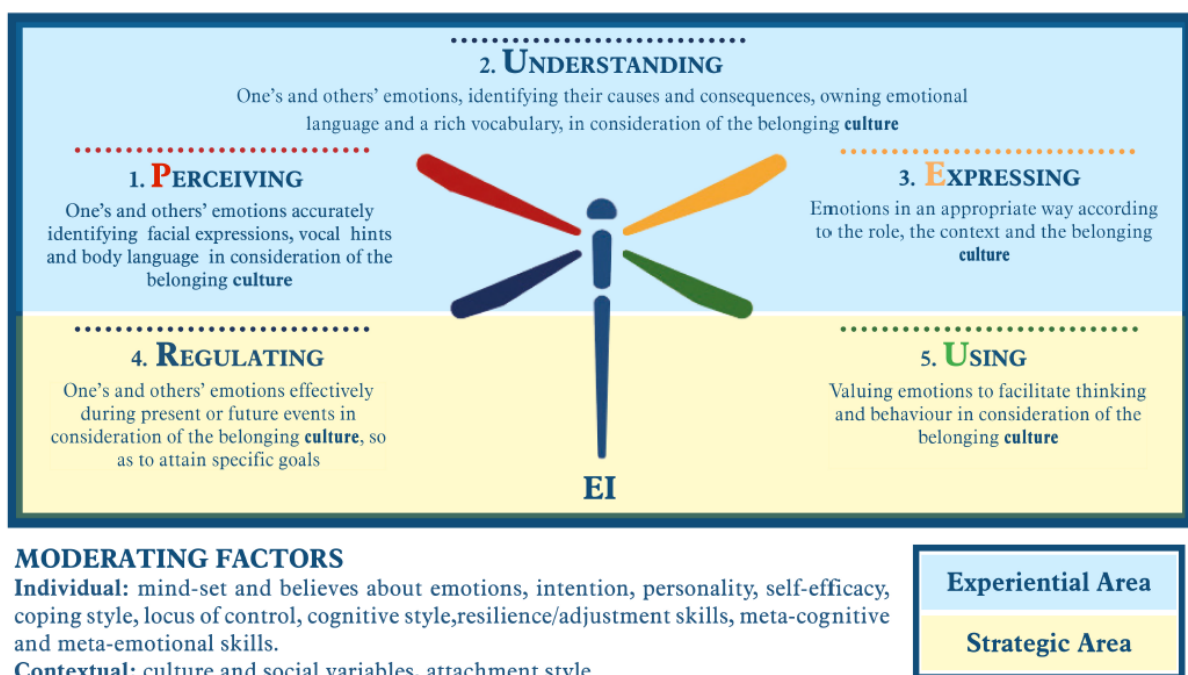 2. UNDERSTANDING
One's and others' emotions, identifying their causes and consequences, owning emotional
language and a rich vocabulary, in consideration of the belonging culture
1. PERCEIVING
One's and others' emotions accurately
identifying facial expressions, vocal hints
and body language in consideration of the
belonging culture
3. EXPRESSING
Emotions in an appropriate way according
to the role, the context and the belonging
culture
4. REGULATING
One's and others' emotions effectively
during present or future events in
consideration of the belonging culture, so
as to attain specific goals
5. USING
Valuing emotions to facilitate thinking
and behaviour in consideration of the
belonging culture
EI
MODERATING FACTORS
Individual: mind-set and believes about emotions, intention, personality, self-efficacy,
coping style, locus of control, cognitive style,resilience/adjustment skills, meta-cognitive
and meta-emotional skills.
Contextual: culture and social variables, attachment style
Experiential Area
Strategic Area